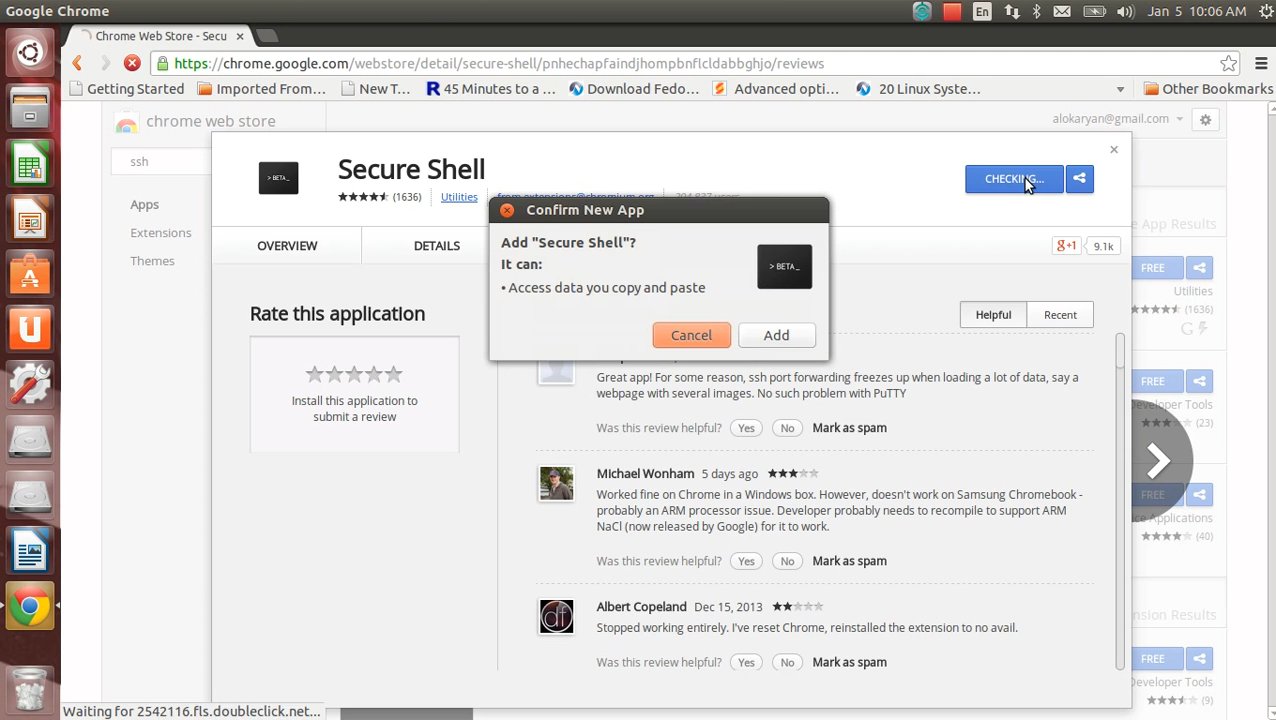 Google Chrome
En
Jan 5 10:06 AM
Chrome Web Store - Secu
https://chrome.google.com/webstore/detail/secure-shell/pnhechapfaindjhompbnflcldabbghjo/reviews
Getting Started
Imported From...
New T...
45 Minutes to a ...
Download Fedo...
Advanced opti...
20 Linux Syste...
Other Bookmarks
chrome web store
alokaryan@gmail.com
ssh
Apps
Extensions
Themes
Secure Shell
(1636)
Utilities
from extensions@chromium.org
CHECKING...
OVERVIEW
DETAILS
g+1
9.1k
Confirm New App
Add "Secure Shell"?
It can:
• Access data you copy and paste
> BETA_
> BETA_
Cancel
Add
Rate this application
Install this application to
submit a review
Helpful
Recent
Great app! For some reason, ssh port forwarding freezes up when loading a lot of data, say a
webpage with several images. No such problem with PuTTY
Was this review helpful? Yes No Mark as spam
Michael Wonham 5 days ago
Worked fine on Chrome in a Windows box. However, doesn't work on Samsung Chromebook -
probably an ARM processor issue. Developer probably needs to recompile to support ARM
NaCl (now released by Google) for it to work.
Was this review helpful? Yes No Mark as spam
df
Albert Copeland Dec 15, 2013
Stopped working entirely. I've reset Chrome, reinstalled the extension to no avail.
Was this review helpful? Yes No Mark as spam
e App Results
FREE
Utilities
(1636)
FREE
Developer Tools
(23)
FREE
ice Applications
(40)
ension Results
FREE
Developer Tools
(9)
Waiting for 2542116.fls.doubleclick.net...